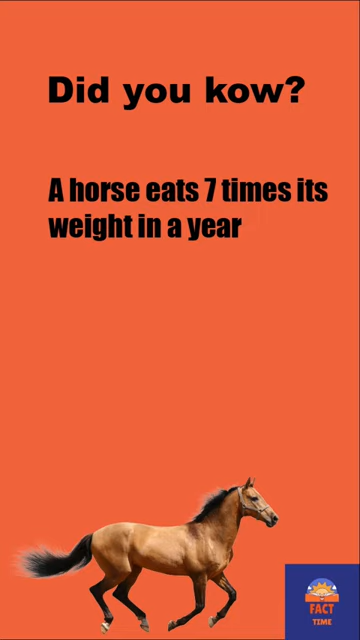 Did you kow?
A horse eats 7 times its
weight in a year
FACT
TIME